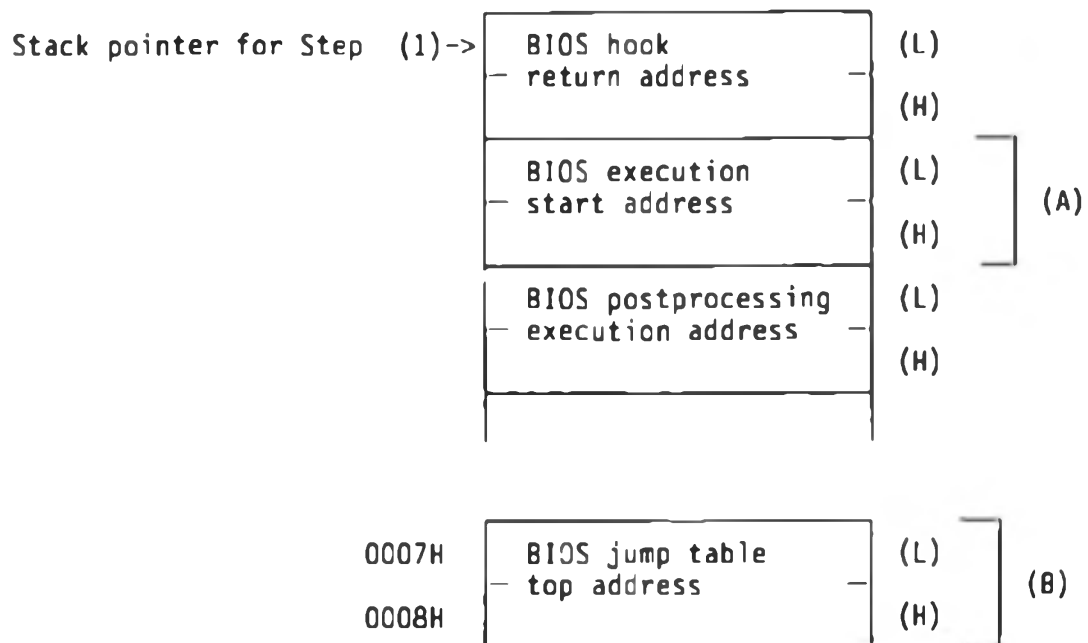 Stack pointer for Step (1)-> BIOS hook (L)
return address
(H)
BIOS execution (L)
start address (A)
(H)
BIOS postprocessing (L)
execution address
(H)
0007H BIOS jump table (L)
top address (B)
0008H (H)